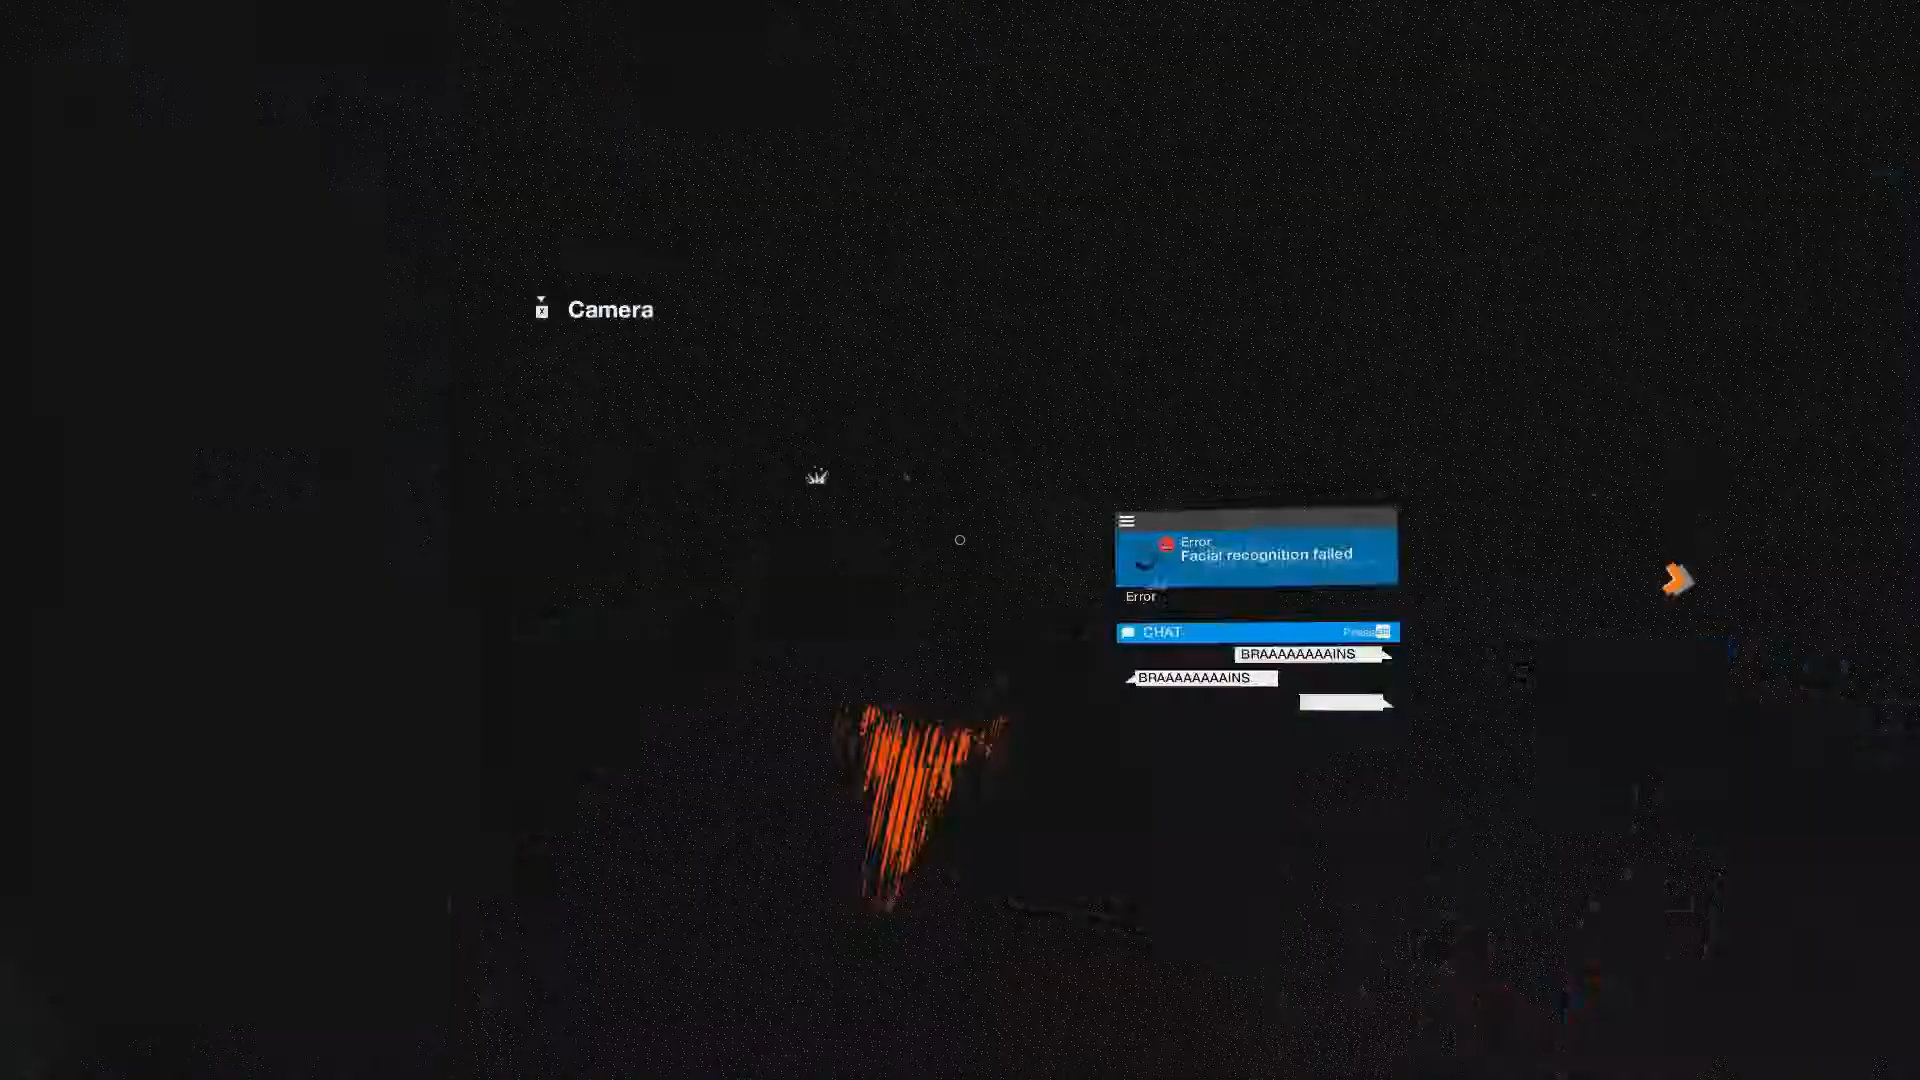 Camera
Error
Facial recognition failed
Error
CHAT
BRAAAAAAAAINS
BRAAAAAAAAINS